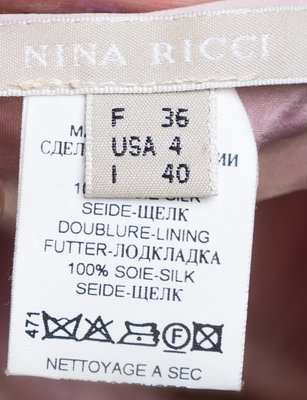 NINA RICCI
F 36
USA 4
I 40
SEIDE-ЩЕЛК
DOUBLURE-LINING
FUTTER-ЛОДКЛАДКА
100% SOIE-SILK
SEIDE-ЩЕЛК
471
F
NETTOYAGE A SEC